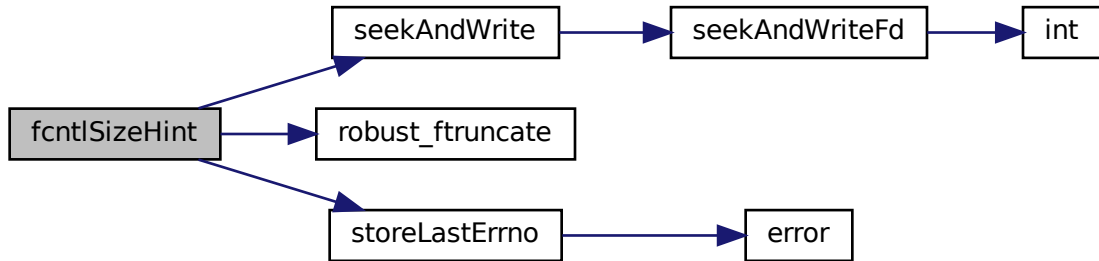 seekAndWrite
seekAndWriteFd
int
fcntlSizeHint
robust_ftruncate
storeLastErrno
error